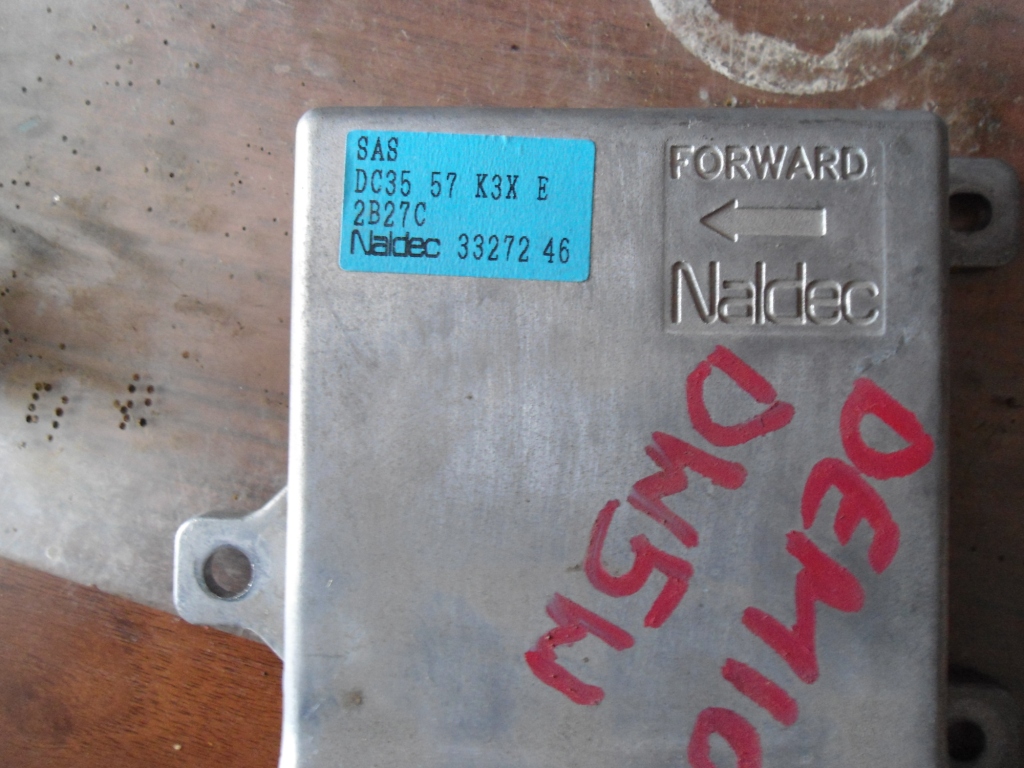 SAS
DC35 57 K3X E
2B27C
Naldec 33272 46
FORWARD
Naldec
DW5W
DEMIO